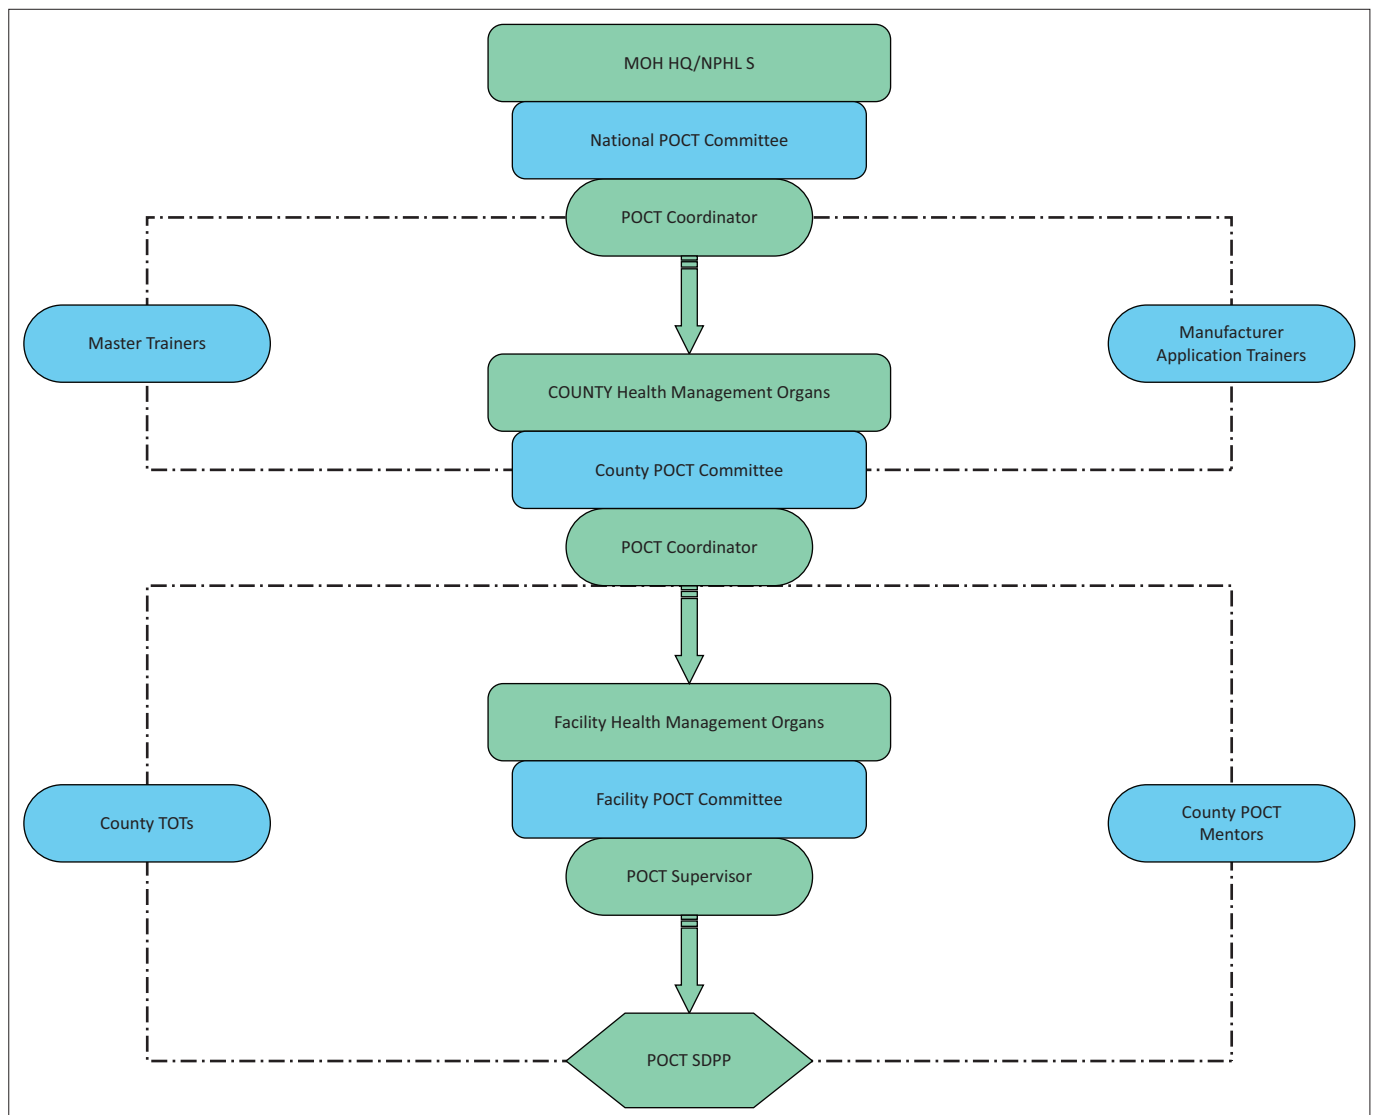 MOH HQ/NPHL S
National POCT Committee
POCT Coordinator
Master Trainers
Manufacturer
Application Trainers
COUNTY Health Management Organs
County POCT Committee
POCT Coordinator
Facility Health Management Organs
Facility POCT Committee
County TOTs
County POCT
Mentors
POCT Supervisor
POCT SDPP